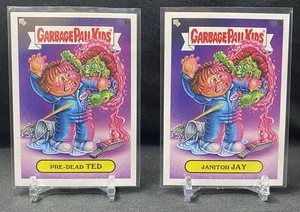 GARBAGE PAIL KIDS
GARBAGE PAIL KIDS
PRE-DEAD TED
JANITOR JAY